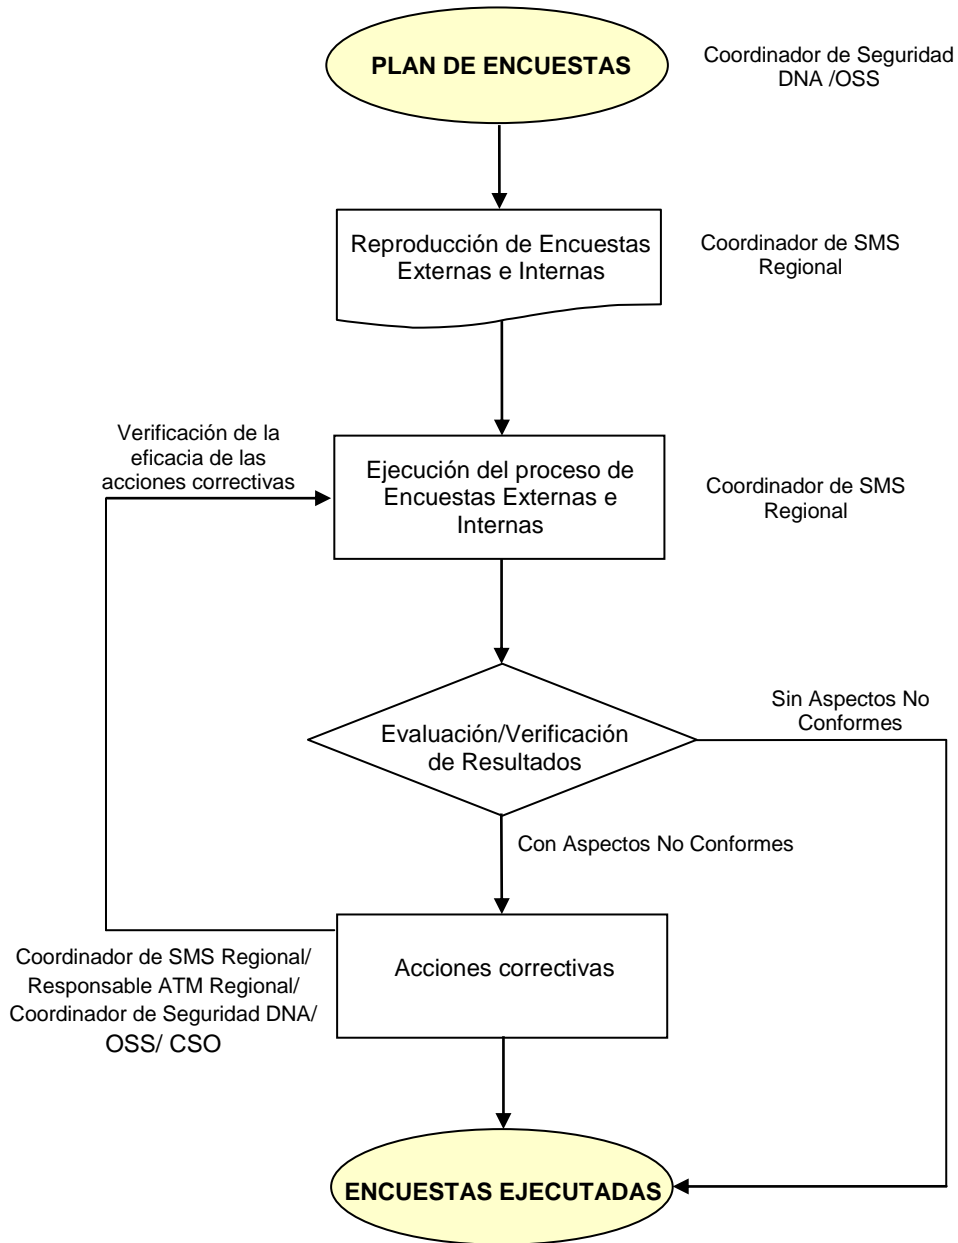 PLAN DE ENCUESTAS
Coordinador de Seguridad
DNA /OSS
Reproducción de Encuestas
Externas e Internas
Coordinador de SMS
Regional
Verificación de la
eficacia de las
acciones correctivas
Ejecución del proceso de
Encuestas Externas e
Internas
Coordinador de SMS
Regional
Evaluación/Verificación
de Resultados
Sin Aspectos No
Conformes
Con Aspectos No Conformes
Acciones correctivas
Coordinador de SMS Regional/
Responsable ATM Regional/
Coordinador de Seguridad DNA/
OSS/ CSO
ENCUESTAS EJECUTADAS